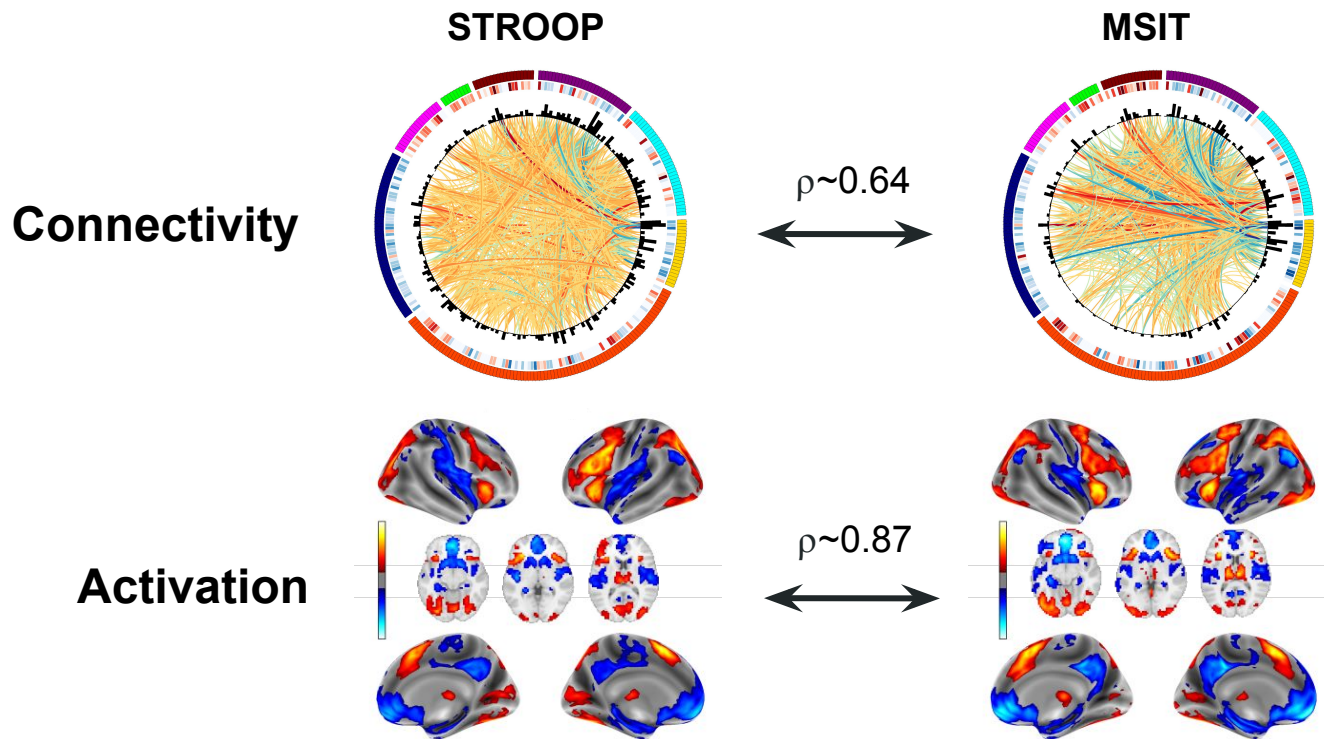 STROOP
MSIT
Connectivity
ρ~0.64
Activation
ρ~0.87